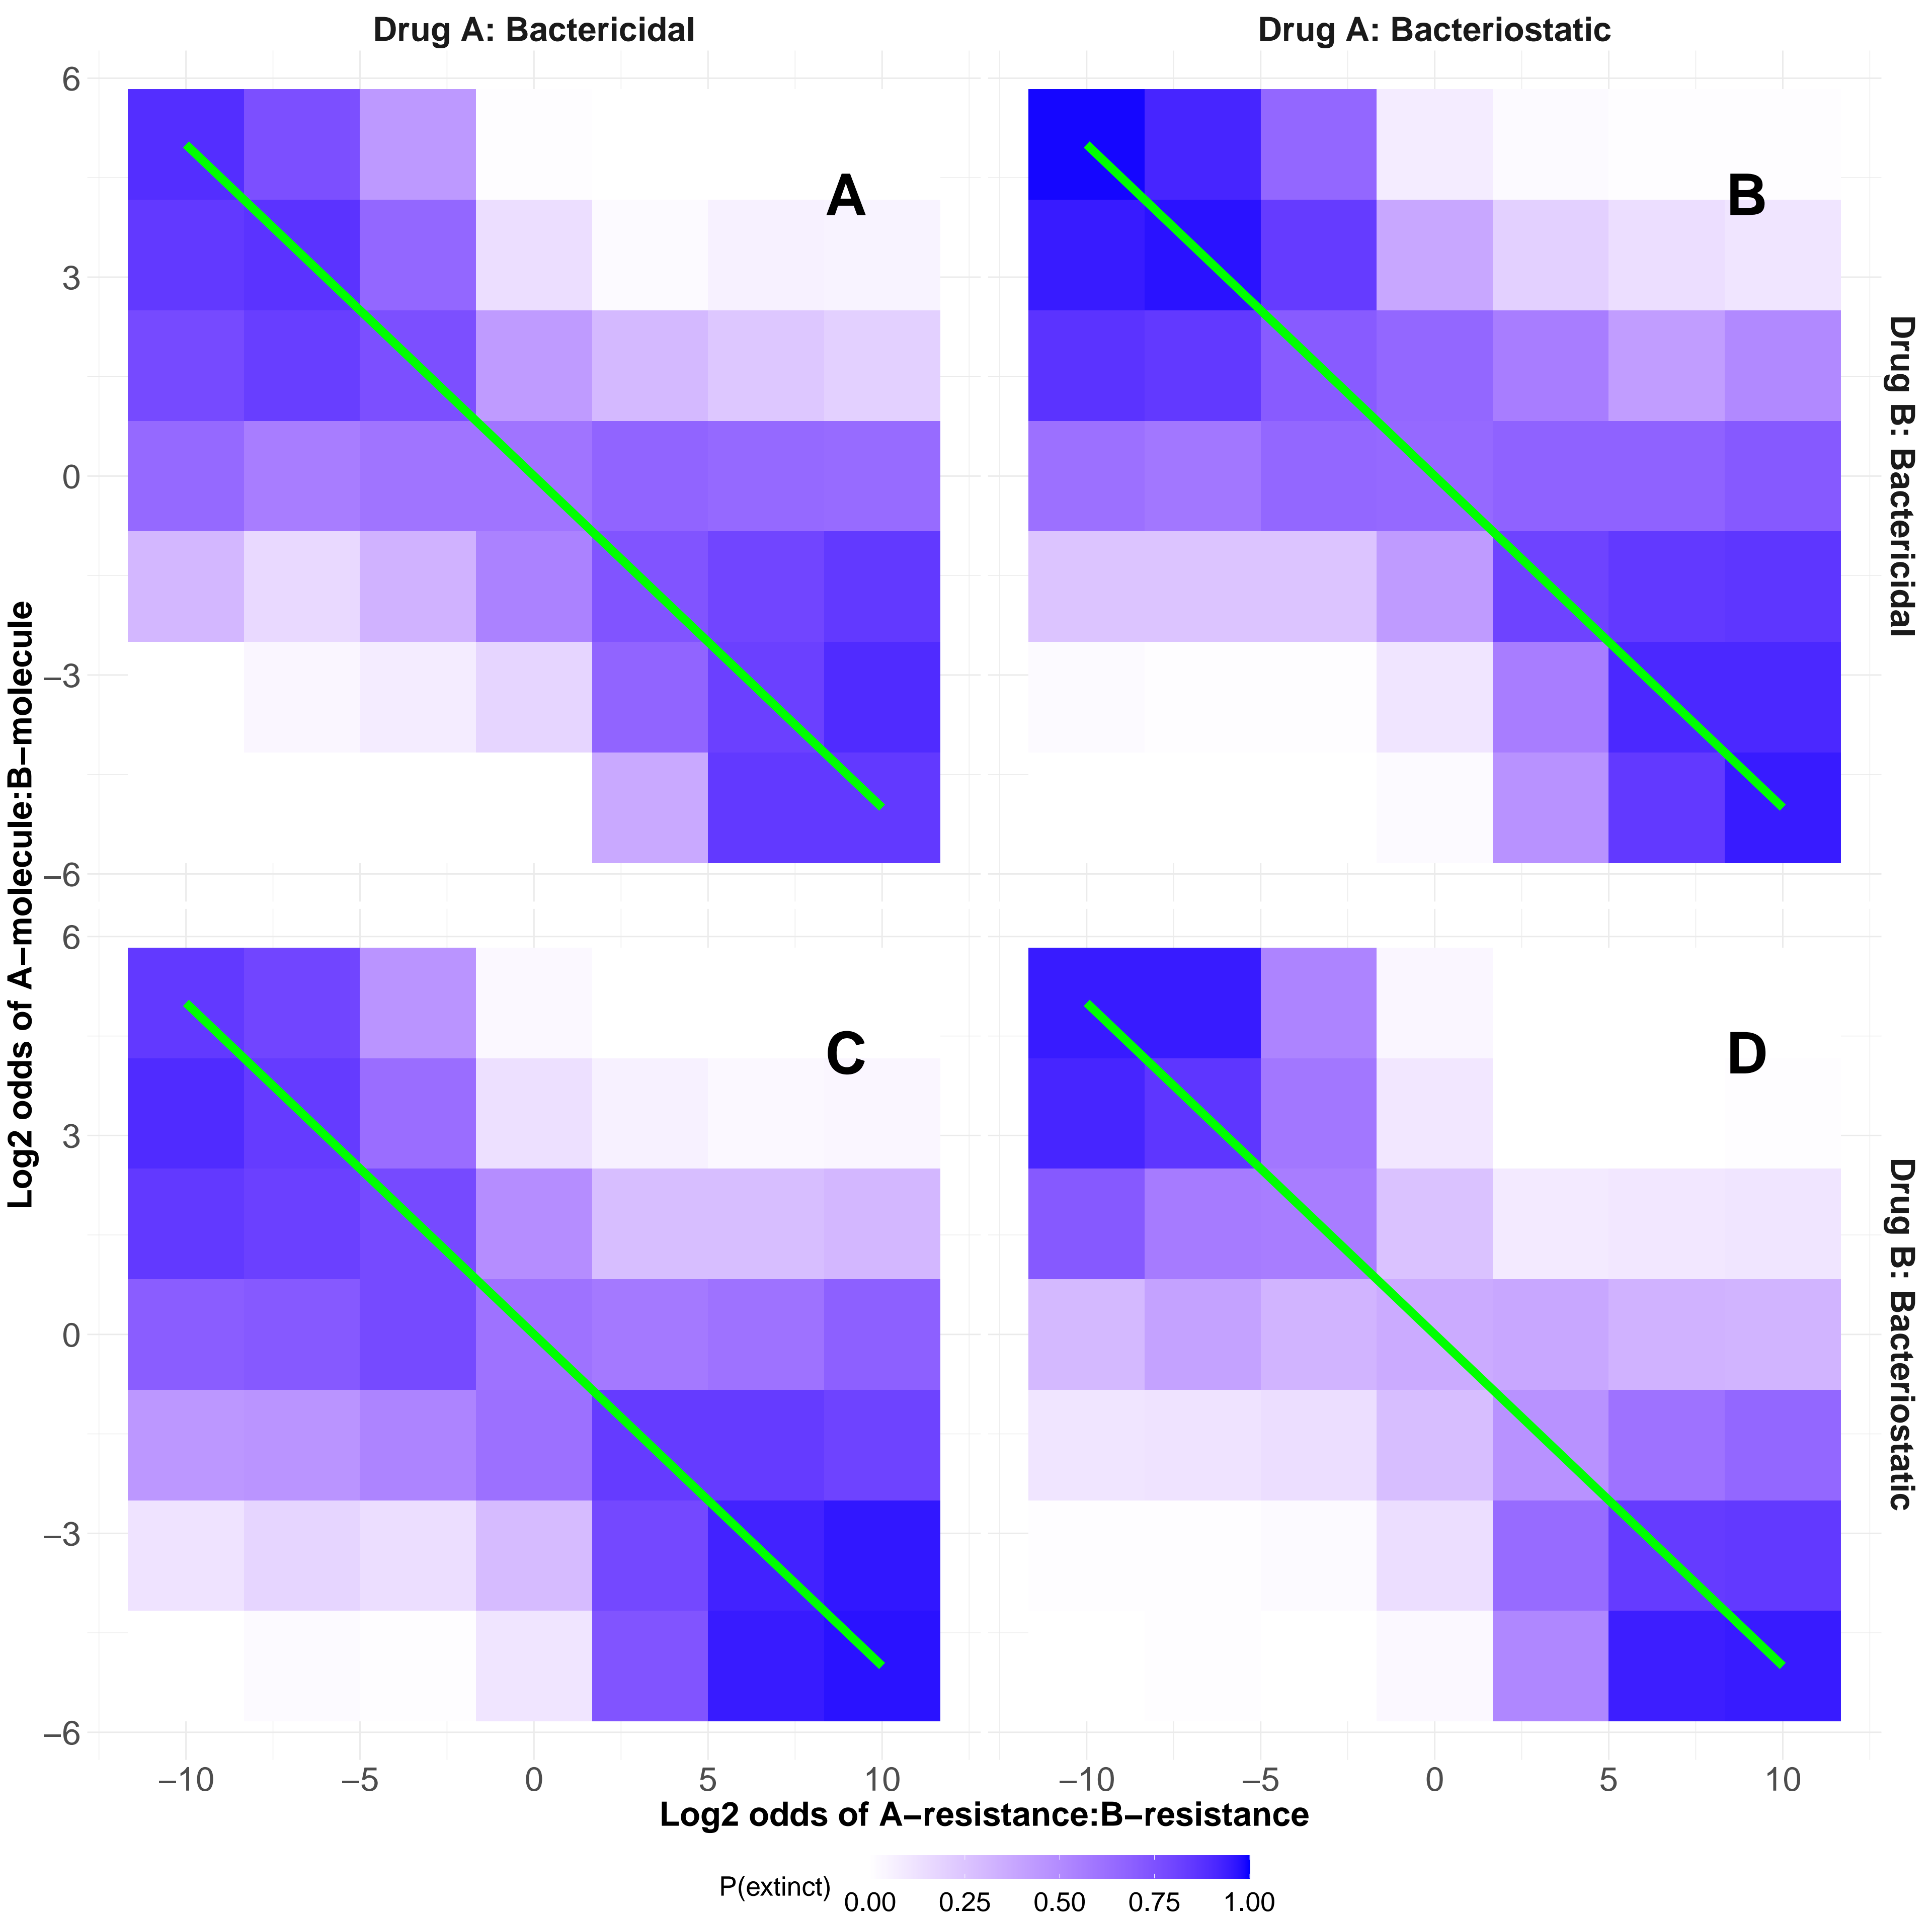 Drug A: Bactericidal
Drug A: Bacteriostatic
6
A
B
3
0
−3
−6
Drug B: Bactericidal
Log2 odds of A−molecule:B−molecule
6
C
D
3
0
−3
−6
Drug B: Bacteriostatic
−10 −5 0 5 10
−10 −5 0 5 10
Log2 odds of A−resistance:B−resistance
P(extinct)
0.00 0.25 0.50 0.75 1.00